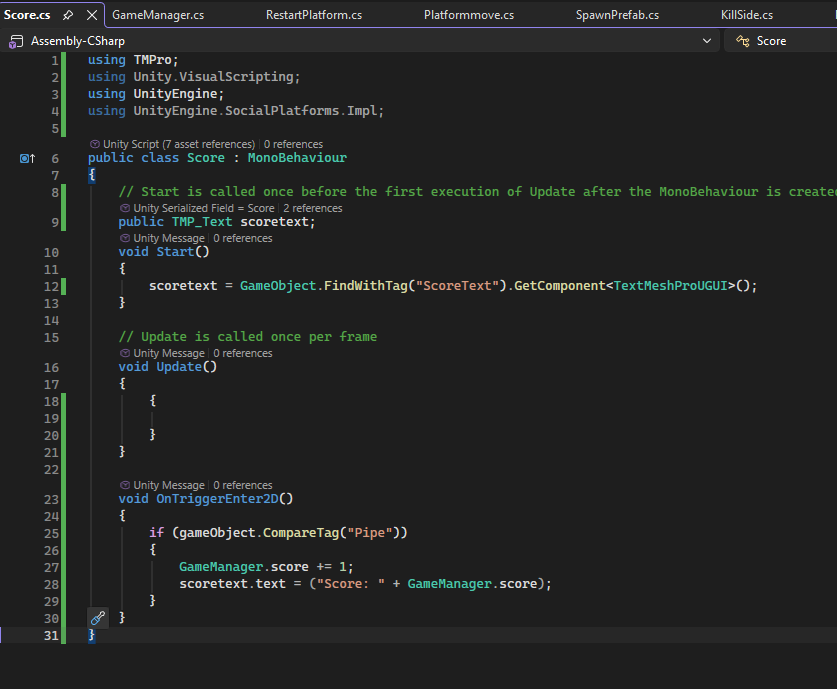 Score.cs GameManager.cs RestartPlatform.cs Platformmove.cs SpawnPrefab.cs KillSide.cs
Assembly-CSharp Score
1 using TMPro;
2 using Unity.VisualScripting;
3 using UnityEngine;
4 using UnityEngine.SocialPlatforms.Impl;
5
Unity Script (7 asset references) | 0 references
6 public class Score : MonoBehaviour
7 {
8 // Start is called once before the first execution of Update after the MonoBehaviour is created
Unity Serialized Field = Score | 2 references
9 public TMP_Text scoretext;
Unity Message | 0 references
10 void Start()
11 {
12 scoretext = GameObject.FindWithTag("ScoreText").GetComponent<TextMeshProUGUI>();
13 }
14
15 // Update is called once per frame
Unity Message | 0 references
16 void Update()
17 {
18 {
19
20 }
21 }
22
Unity Message | 0 references
23 void OnTriggerEnter2D()
24 {
25 if (gameObject.CompareTag("Pipe"))
26 {
27 GameManager.score += 1;
28 scoretext.text = ("Score: " + GameManager.score);
29 }
30 }
31 }